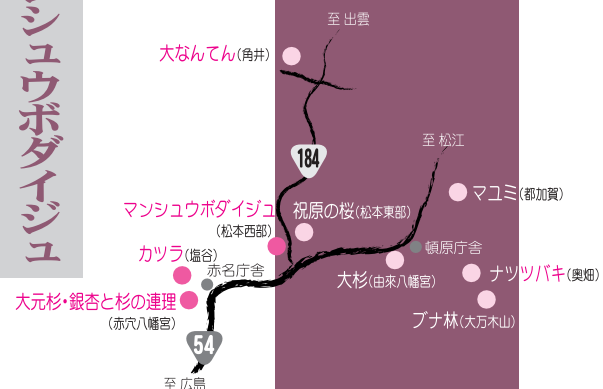 シュウボダイジュ
至 出雲
大なんてん(角井)
184
至 松江
マユミ(都加賀)
マンシュウボダイジュ
(松本西部)
祝原の桜(松本東部)
カツラ(塩谷)
赤名庁舎
頓原庁舎
大杉(由來八幡宮)
ナツツバキ(奥畑)
大元杉・銀杏と杉の連理
(赤穴八幡宮)
ブナ林(大万木山)
54
至 広島